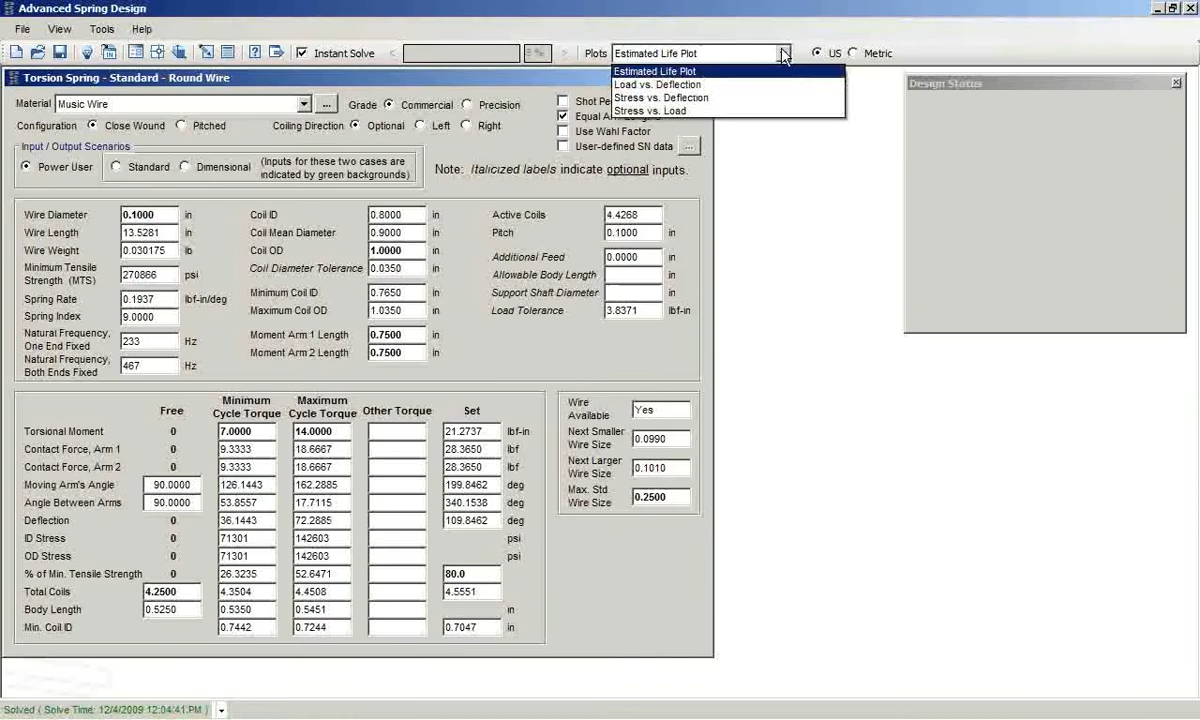 Advanced Spring Design
File View Tools Help
Instant Solve < % > Plots Estimated Life Plot US Metric
Estimated Life Plot
Load vs. Deflection
Stress vs. Deflection
Stress vs. Load
Torsion Spring - Standard - Round Wire
Design Status
Material Music Wire ... Grade Commercial Precision
Shot Pe
Configuration Close Wound Pitched Coiling Direction Optional Left Right
Equal
Use Wahl Factor
User-defined SN data ...
Input / Output Scenarios
Power User Standard Dimensional (Inputs for these two cases are
indicated by green backgrounds)
Note: Italicized labels indicate optional inputs.
Wire Diameter 0.1000 in Coil ID 0.8000 in Active Coils 4.4268
Wire Length 13.5281 in Coil Mean Diameter 0.9000 in Pitch 0.1000 in
Wire Weight 0.030175 lb Coil OD 1.0000 in Additional Feed 0.0000 in
Minimum Tensile
Strength (MTS) 270866 psi Coil Diameter Tolerance 0.0350 in Allowable Body Length in
Spring Rate 0.1937 lbf-in/deg Minimum Coil ID 0.7650 in Support Shaft Diameter in
Spring Index 9.0000 Maximum Coil OD 1.0350 in Load Tolerance 3.8371 lbf-in
Natural Frequency,
One End Fixed 233 Hz Moment Arm 1 Length 0.7500 in
Natural Frequency,
Both Ends Fixed 467 Hz Moment Arm 2 Length 0.7500 in
Free Minimum Cycle Torque Maximum Cycle Torque Other Torque Set
Torsional Moment 0 7.0000 14.0000 21.2737 lbf-in
Contact Force, Arm 1 0 9.3333 18.6667 28.3650 lbf
Contact Force, Arm 2 0 9.3333 18.6667 28.3650 lbf
Moving Arm's Angle 90.0000 126.1443 162.2885 199.8462 deg
Angle Between Arms 90.0000 53.8557 17.7115 340.1538 deg
Deflection 0 36.1443 72.2885 109.8462 deg
ID Stress 0 71301 142603 psi
OD Stress 0 71301 142603 psi
% of Min. Tensile Strength 0 26.3235 52.6471 80.0
Total Coils 4.2500 4.3504 4.4508 4.5551
Body Length 0.5250 0.5350 0.5451 in
Min. Coil ID 0.7442 0.7244 0.7047 in
Wire
Available Yes
Next Smaller
Wire Size 0.0990
Next Larger
Wire Size 0.1010
Max. Std
Wire Size 0.2500
Solved ( Solve Time: 12/4/2009 12:04:41 PM )